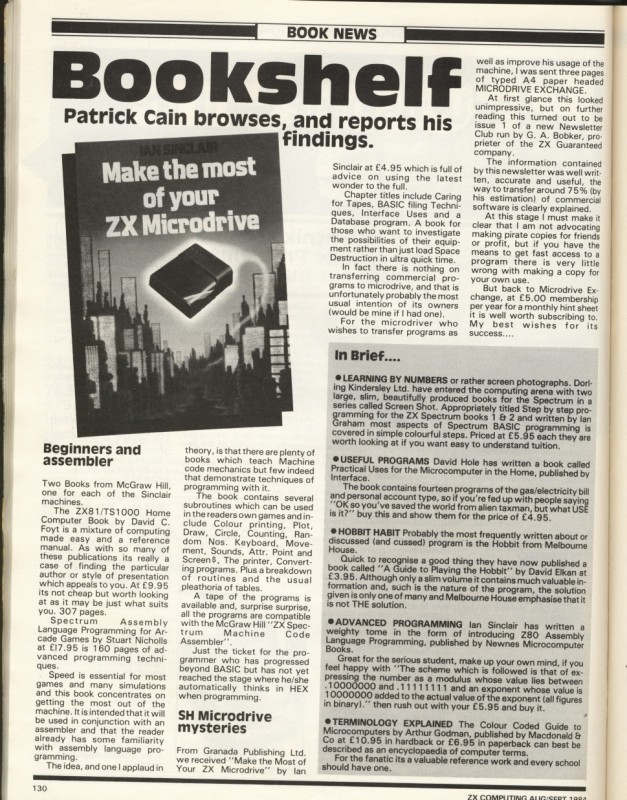 BOOK NEWS
Bookshelf
Patrick Cain browses, and reports his
findings.
IAN SINCLAIR
Make the most
of your
ZX Microdrive
Beginners and
assembler
Two Books from McGraw Hill,
one for each of the Sinclair
machines.
The ZX81/TS1000 Home
Computer Book by David C.
Foyt is a mixture of computing
made easy and a reference
manual. As with so many of
these publications its really a
case of finding the particular
author or style of presentation
which appeals to you. At £9.95
its not cheap but worth looking
at as it may be just what suits
you. 307 pages.
Spectrum Assembly
Language Programming for Ar-
cade Games by Stuart Nicholls
at £17.95 is 160 pages of ad-
vanced programming techni-
ques.
Speed is essential for most
games and many simulations
and this book concentrates on
getting the most out of the
machine. It is intended that it will
be used in conjunction with an
assembler and that the reader
already has some familiarity
with assembly language pro-
gramming.
The idea, and one I applaud in
theory, is that there are plenty of
books which teach Machine
code mechanics but few indeed
that demonstrate techniques of
programming with it.
The book contains several
subroutines which can be used
in the readers own games and in-
clude Colour printing, Plot,
Draw, Circle, Counting, Ran-
dom Nos. Keyboard, Move-
ment, Sounds, Attr. Point and
Screen$, The printer, Convert-
ing programs. Plus a breakdown
of routines and the usual
pleathoria of tables.
A tape of the programs is
available and, surprise surprise,
all the programs are compatible
with the McGraw Hill "ZX Spec-
trum Machine Code
Assembler".
Just the ticket for the pro-
grammer who has progressed
beyond BASIC but has not yet
reached the stage where he/she
automatically thinks in HEX
when programming.
SH Microdrive
mysteries
From Granada Publishing Ltd.
we received "Make the Most of
Your ZX Microdrive" by Ian
Sinclair at £4.95 which is full of
advice on using the latest
wonder to the full.
Chapter titles include Caring
for Tapes, BASIC filing Techni-
ques, Interface Uses and a
Database program. A book for
those who want to investigate
the possibilities of their equip-
ment rather than just load Space
Destruction in ultra quick time.
In fact there is nothing on
transferring commercial pro-
grams to microdrive, and that is
unfortunately probably the most
usual intention of its owners
(would be mine if I had one).
For the microdriver who
wishes to transfer programs as
well as improve his usage of the
machine, I was sent three pages
of typed A4 paper headed
MICRODRIVE EXCHANGE.
At first glance this looked
unimpressive, but on further
reading this turned out to be
issue 1 of a new Newsletter
Club run by G. A. Bobker, pro-
prietor of the ZX Guaranteed
company.
The information contained
by this newsletter was well writ-
ten, accurate and useful, the
way to transfer around 75% (by
his estimation) of commercial
software is clearly explained.
At this stage I must make it
clear that I am not advocating
making pirate copies for friends
or profit, but if you have the
means to get fast access to a
program there is very little
wrong with making a copy for
your own use.
But back to Microdrive Ex-
change, at £5.00 membership
per year for a monthly hint sheet
it is well worth subscribing to.
My best wishes for its
success....
In Brief....
●LEARNING BY NUMBERS or rather screen photographs. Dorl-
ing Kindersley Ltd. have entered the computing arena with two
large, slim, beautifully produced books for the Spectrum in a
series called Screen Shot. Appropriately titled Step by step pro-
gramming for the ZX Spectrum books 1 & 2 and written by Ian
Graham most aspects of Spectrum BASIC programming is
covered in simple colourful steps. Priced at £5.95 each they are
worth looking at if you want easy to understand tuition.
●USEFUL PROGRAMS David Hole has written a book called
Practical Uses for the Microcomputer in the Home, published by
Interface.
The book contains fourteen programs of the gas/electricity bill
and personal account type, so if you're fed up with people saying
"OK so you've saved the world from alien taxman, but what USE
is it?" buy this and show them for the price of £4.95.
●HOBBIT HABIT Probably the most frequently written about or
discussed (and cussed) program is the Hobbit from Melbourne
House.
Quick to recognise a good thing they have now published a
book called "A Guide to Playing the Hobbit" by David Elkan at
£3.95. Although only a slim volume it contains much valuable in-
formation and, such is the nature of the program, the solution
given is only one of many and Melbourne House emphasise that it
is not THE solution.
●ADVANCED PROGRAMMING Ian Sinclair has written a
weighty tome in the form of introducing Z80 Assembly
Language Programming, published by Newnes Microcomputer
Books.
Great for the serious student, make up your own mind, if you
feel happy with "The scheme which is followed is that of ex-
pressing the number as a modulus whose value lies between
.10000000 and .11111111 and an exponent whose value is
10000000 added to the actual value of the exponent (all figures
in binary)." then rush out with your £5.95 and buy it.
●TERMINOLOGY EXPLAINED The Colour Coded Guide to
Microcomputers by Arthur Godman, published by Macdonald &
Co at £10.95 in hardback or £6.95 in paperback can best be
described as an encyclopaedia of computer terms.
For the fanatic its a valuable reference work and every school
should have one.
130
ZX COMPUTING AUG/SEPT 1984